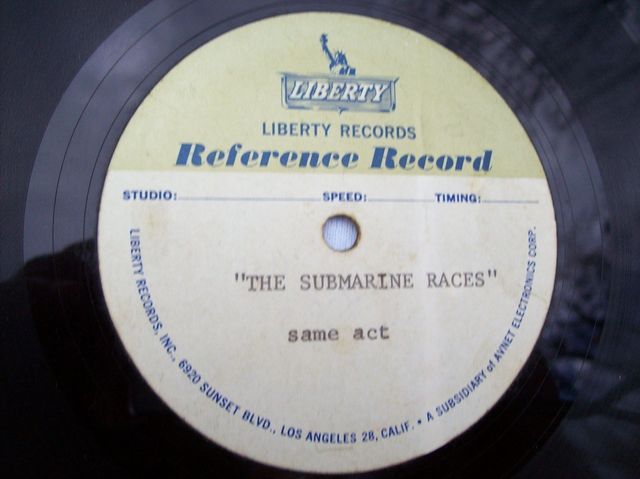 LIBERTY
LIBERTY RECORDS
Reference Record
STUDIO: SPEED: TIMING:
"THE SUBMARINE RACES"
same act
LIBERTY RECORDS, INC., 6920 SUNSET BLVD., LOS ANGELES 28, CALIF. • A SUBSIDIARY of AVNET ELECTRONICS CORP.